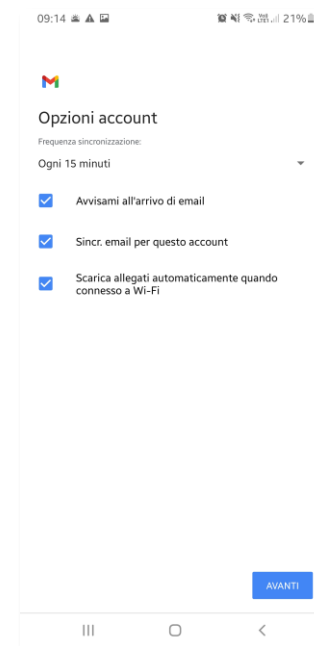 09:14 21%
Opzioni account
Frequenza sincronizzazione:
Ogni 15 minuti
Avvisami all'arrivo di email
Sincr. email per questo account
Scarica allegati automaticamente quando
connesso a Wi-Fi
AVANTI